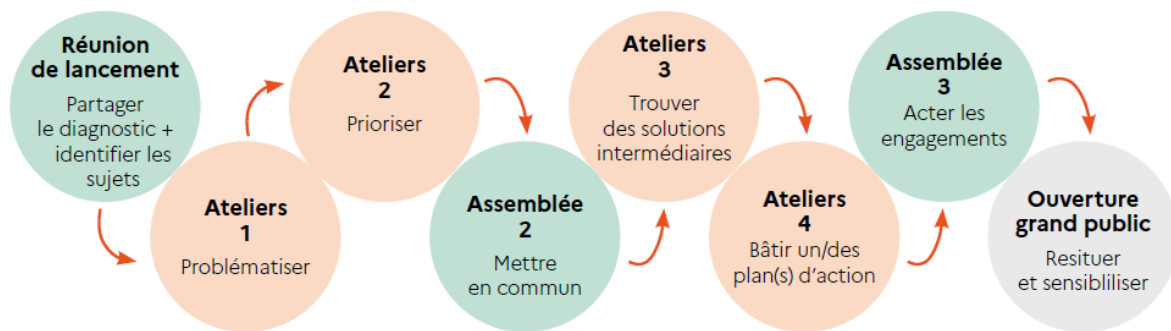 Réunion
de lancement
Partager
le diagnostic +
identifier les
sujets
Ateliers
1
Problématiser
Ateliers
2
Prioriser
Assemblée
2
Mettre
en commun
Ateliers
3
Trouver
des solutions
intermédiaires
Ateliers
4
Bâtir un/des
plan(s) d'action
Assemblée
3
Acter les
engagements
Ouverture
grand public
Resituer
et sensibliliser